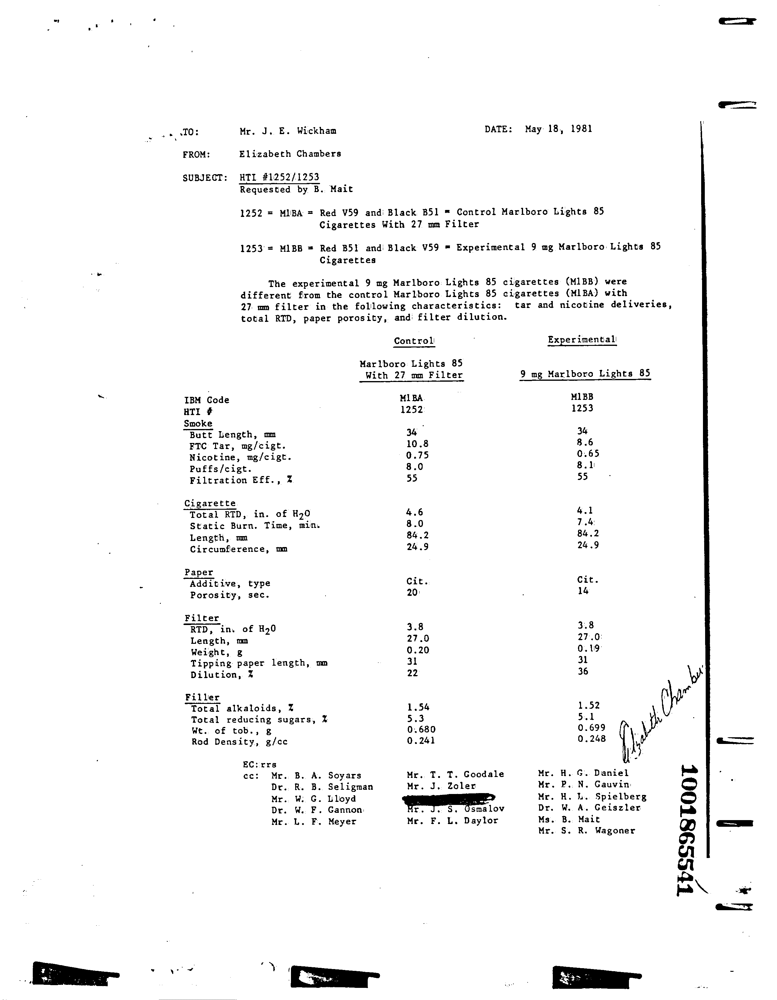 TO: Mr. J. E. Wickham DATE: May 18, 1981
FROM: Elizabeth Chambers
SUBJECT: HTI #1252/1253
Requested by B. Mait
1252 = M1BA = Red V59 and Black B51 = Control Marlboro Lights 85
Cigarettes With 27 mm Filter
1253 = M1BB = Red B51 and Black V59 = Experimental 9 mg Marlboro Lights 85
Cigarettes
The experimental 9 mg Marlboro Lights 85 cigarettes (M1BB) were
different from the control Marlboro Lights 85 cigarettes (M1BA) with
27 mm filter in the following characteristics: tar and nicotine deliveries,
total RTD, paper porosity, and filter dilution.
Control Experimental
Marlboro Lights 85
With 27 mm Filter 9 mg Marlboro Lights 85
IBM Code M1BA M1BB
HTI # 1252 1253
Smoke
Butt Length, mm 34 34
FTC Tar, mg/cigt. 10.8 8.6
Nicotine, mg/cigt. 0.75 0.65
Puffs/cigt. 8.0 8.1
Filtration Eff., % 55 55
Cigarette
Total RTD, in. of H2O 4.6 4.1
Static Burn. Time, min. 8.0 7.4
Length, mm 84.2 84.2
Circumference, mm 24.9 24.9
Paper
Additive, type Cit. Cit.
Porosity, sec. 20 14
Filter
RTD, in. of H2O 3.8 3.8
Length, mm 27.0 27.0
Weight, g 0.20 0.19
Tipping paper length, mm 31 31
Dilution, % 22 36
Filler
Total alkaloids, % 1.54 1.52
Total reducing sugars, % 5.3 5.1
Wt. of tob., g 0.680 0.699
Rod Density, g/cc 0.241 0.248
Elizabeth Chambers
EC:rrs
cc: Mr. B. A. Soyars Mr. T. T. Goodale Mr. H. G. Daniel
Dr. R. B. Seligman Mr. J. Zoler Mr. P. N. Gauvin
Mr. W. G. Lloyd Mr. H. L. Spielberg
Dr. W. F. Gannon Mr. J. S. Osmalov Dr. W. A. Geiszler
Mr. L. F. Meyer Mr. F. L. Daylor Ms. B. Mait
Mr. S. R. Wagoner
1001865541